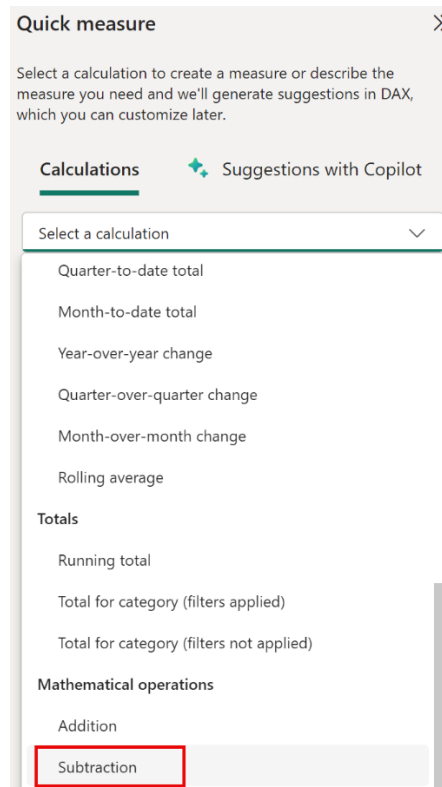 Quick measure
Select a calculation to create a measure or describe the
measure you need and we'll generate suggestions in DAX,
which you can customize later.
Calculations
Suggestions with Copilot
Select a calculation
Quarter-to-date total
Month-to-date total
Year-over-year change
Quarter-over-quarter change
Month-over-month change
Rolling average
Totals
Running total
Total for category (filters applied)
Total for category (filters not applied)
Mathematical operations
Addition
Subtraction